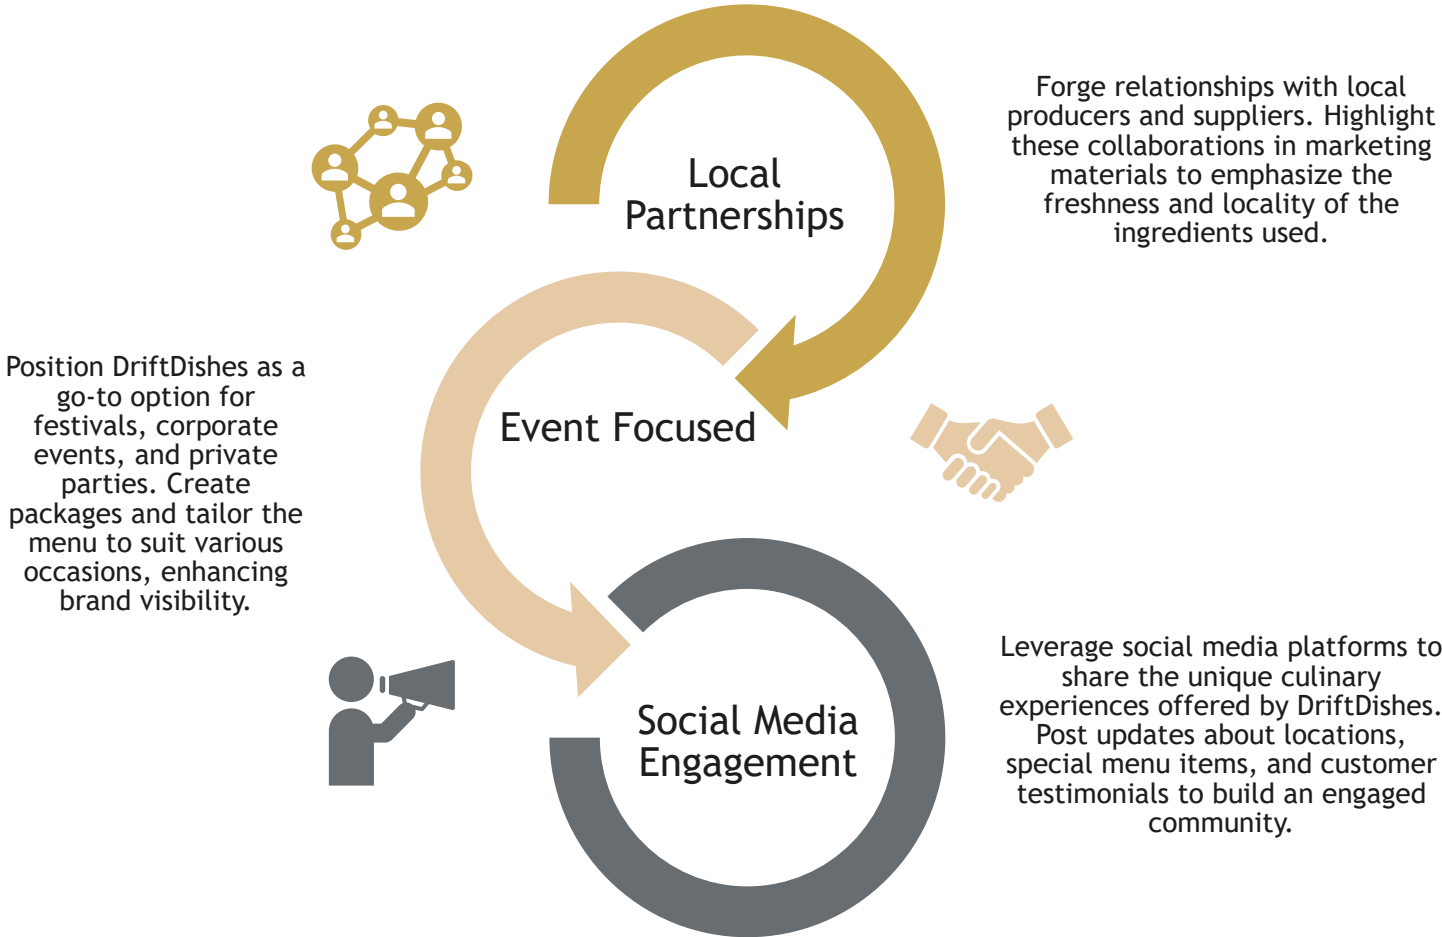 Local
Partnerships
Forge relationships with local
producers and suppliers. Highlight
these collaborations in marketing
materials to emphasize the
freshness and locality of the
ingredients used.
Event Focused
Position DriftDishes as a
go-to option for
festivals, corporate
events, and private
parties. Create
packages and tailor the
menu to suit various
occasions, enhancing
brand visibility.
Social Media
Engagement
Leverage social media platforms to
share the unique culinary
experiences offered by DriftDishes.
Post updates about locations,
special menu items, and customer
testimonials to build an engaged
community.